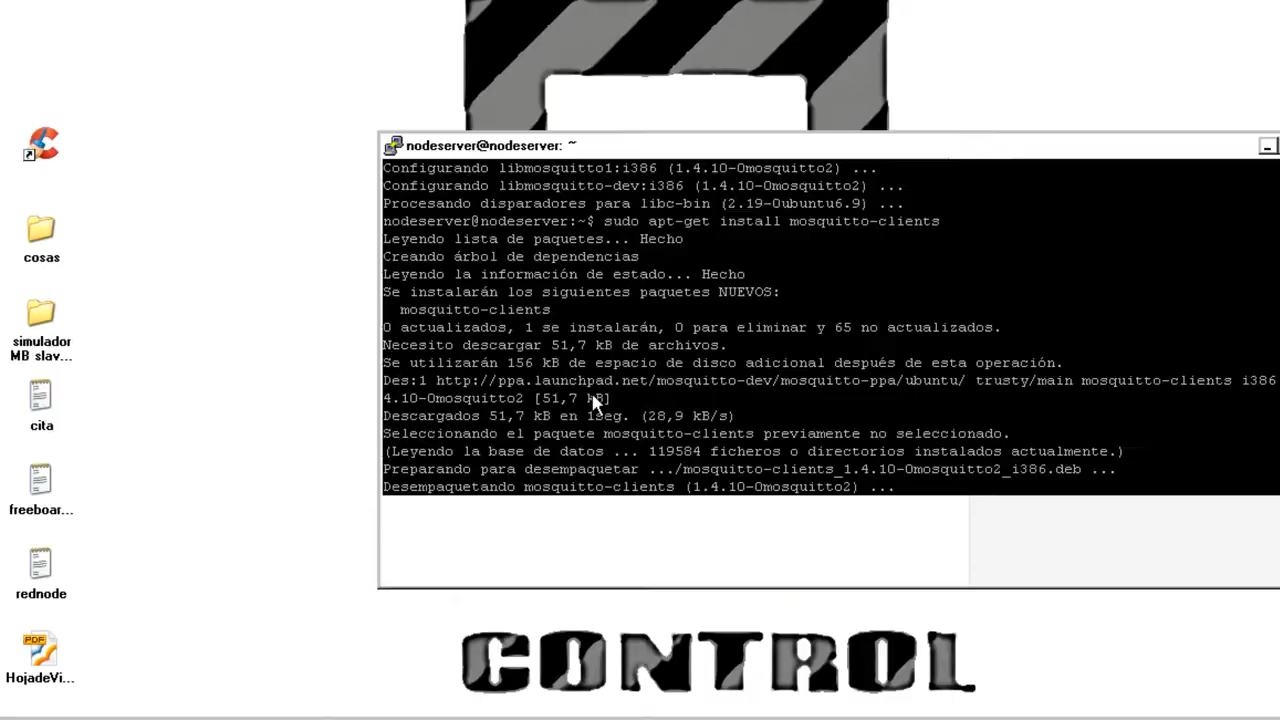 nodeserver@nodeserver: ~
Configurando libmosquitto1:i386 (1.4.10-0mosquitto2) ...
Configurando libmosquitto-dev:i386 (1.4.10-0mosquitto2) ...
Procesando disparadores para libc-bin (2.19-0ubuntu6.9) ...
nodeserver@nodeserver:~$ sudo apt-get install mosquitto-clients
Leyendo lista de paquetes... Hecho
Creando árbol de dependencias
Leyendo la información de estado... Hecho
Se instalarán los siguientes paquetes NUEVOS:
mosquitto-clients
0 actualizados, 1 se instalarán, 0 para eliminar y 65 no actualizados.
Necesito descargar 51,7 kB de archivos.
Se utilizarán 156 kB de espacio de disco adicional después de esta operación.
Des:1 http://ppa.launchpad.net/mosquitto-dev/mosquitto-ppa/ubuntu/ trusty/main mosquitto-clients i386
4.10-0mosquitto2 [51,7 kB]
Descargados 51,7 kB en 1seg. (28,9 kB/s)
Seleccionando el paquete mosquitto-clients previamente no seleccionado.
(Leyendo la base de datos ... 119584 ficheros o directorios instalados actualmente.)
Preparando para desempaquetar .../mosquitto-clients_1.4.10-0mosquitto2_i386.deb ...
Desempaquetando mosquitto-clients (1.4.10-0mosquitto2) ...
cosas
simulador
MB slav...
cita
freeboar...
rednode
PDF
HojadeVi...
CONTROL